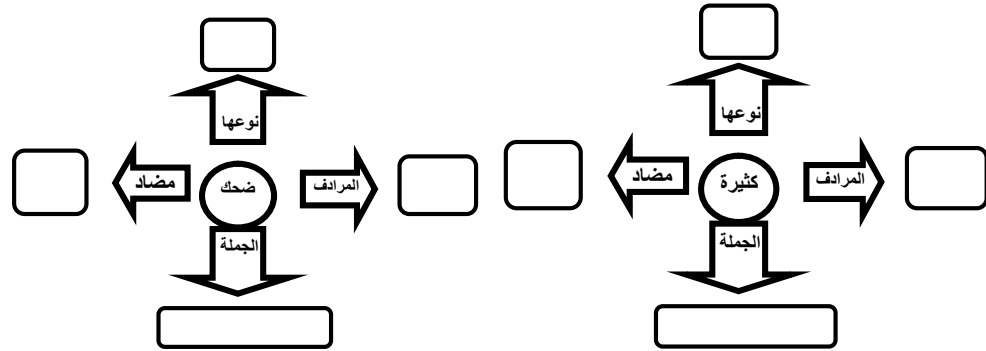 نوعها
المرادف
كثيرة
مضاد
الجملة
نوعها
المرادف
ضحك
مضاد
الجملة